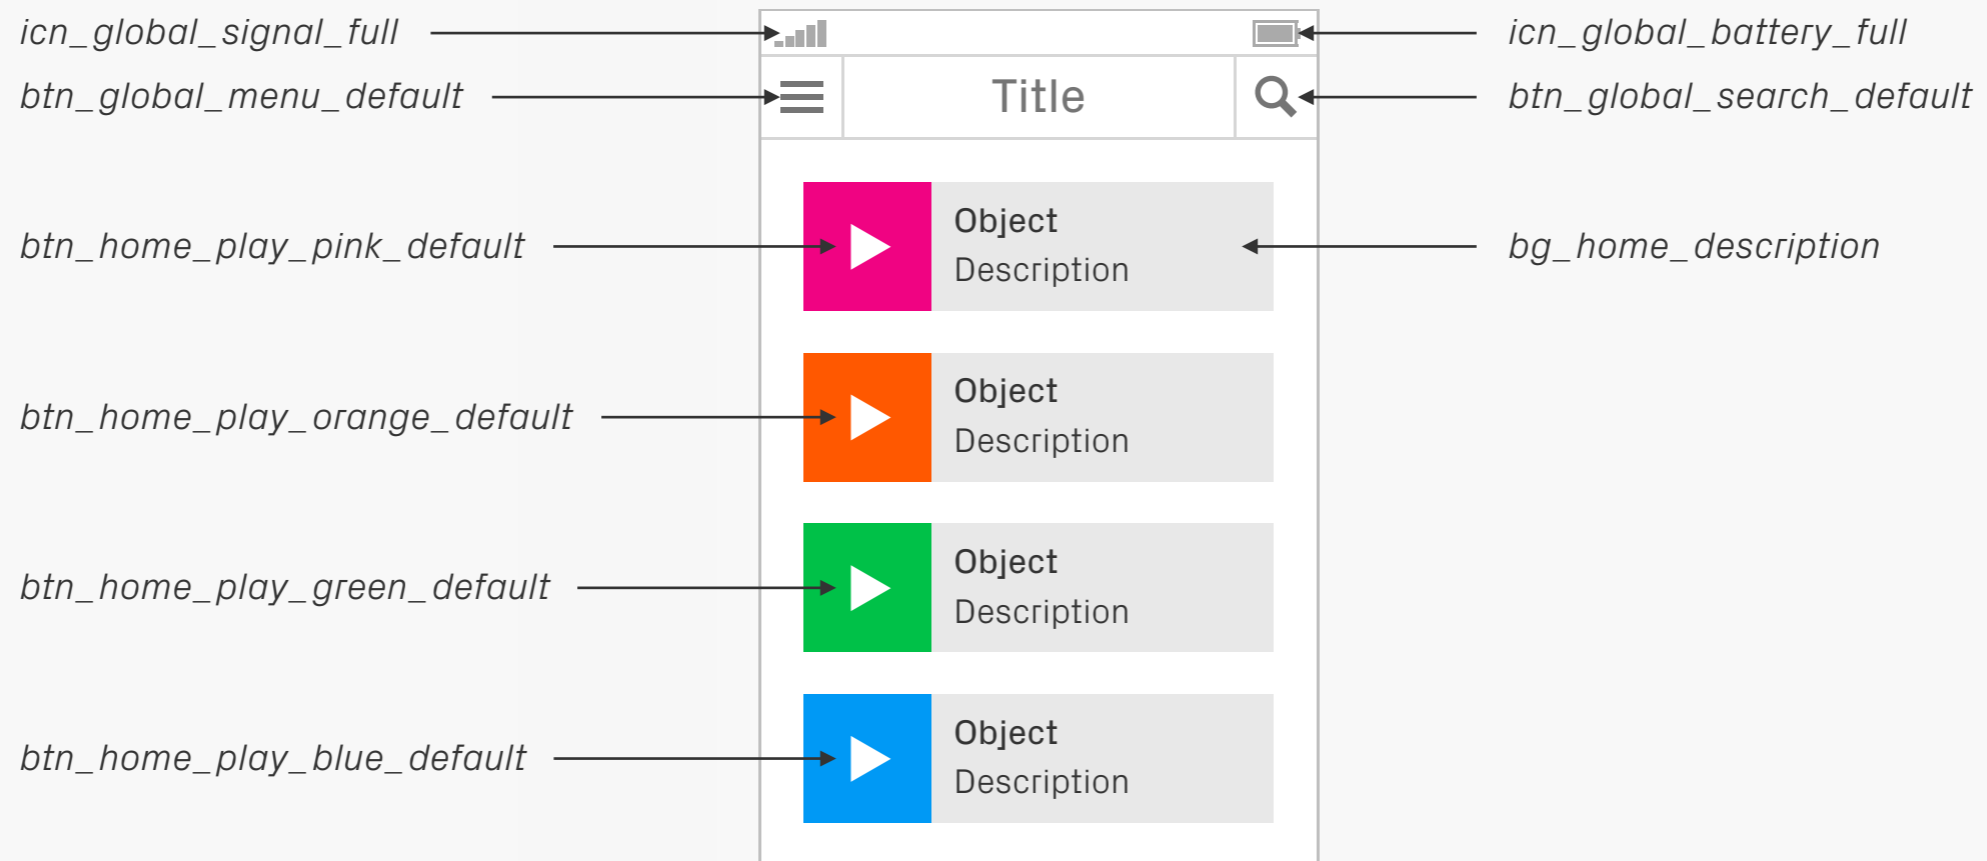 icn_global_signal_full
icn_global_battery_full
btn_global_menu_default
Title
btn_global_search_default
btn_home_play_pink_default
Object
Description
bg_home_description
btn_home_play_orange_default
Object
Description
btn_home_play_green_default
Object
Description
btn_home_play_blue_default
Object
Description